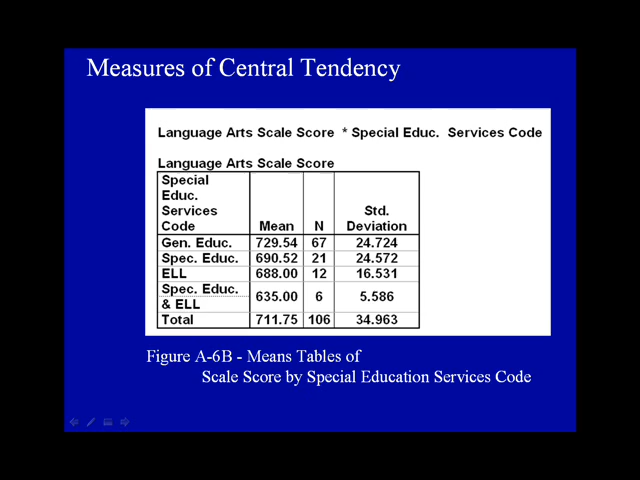 Measures of Central Tendency
Language Arts Scale Score * Special Educ. Services Code
Language Arts Scale Score
Special
Educ.
Services
Code Mean N Std. Deviation
Gen. Educ. 729.54 67 24.724
Spec. Educ. 690.52 21 24.572
ELL 688.00 12 16.531
Spec. Educ.
& ELL 635.00 6 5.586
Total 711.75 106 34.963
Figure A-6B - Means Tables of
Scale Score by Special Education Services Code